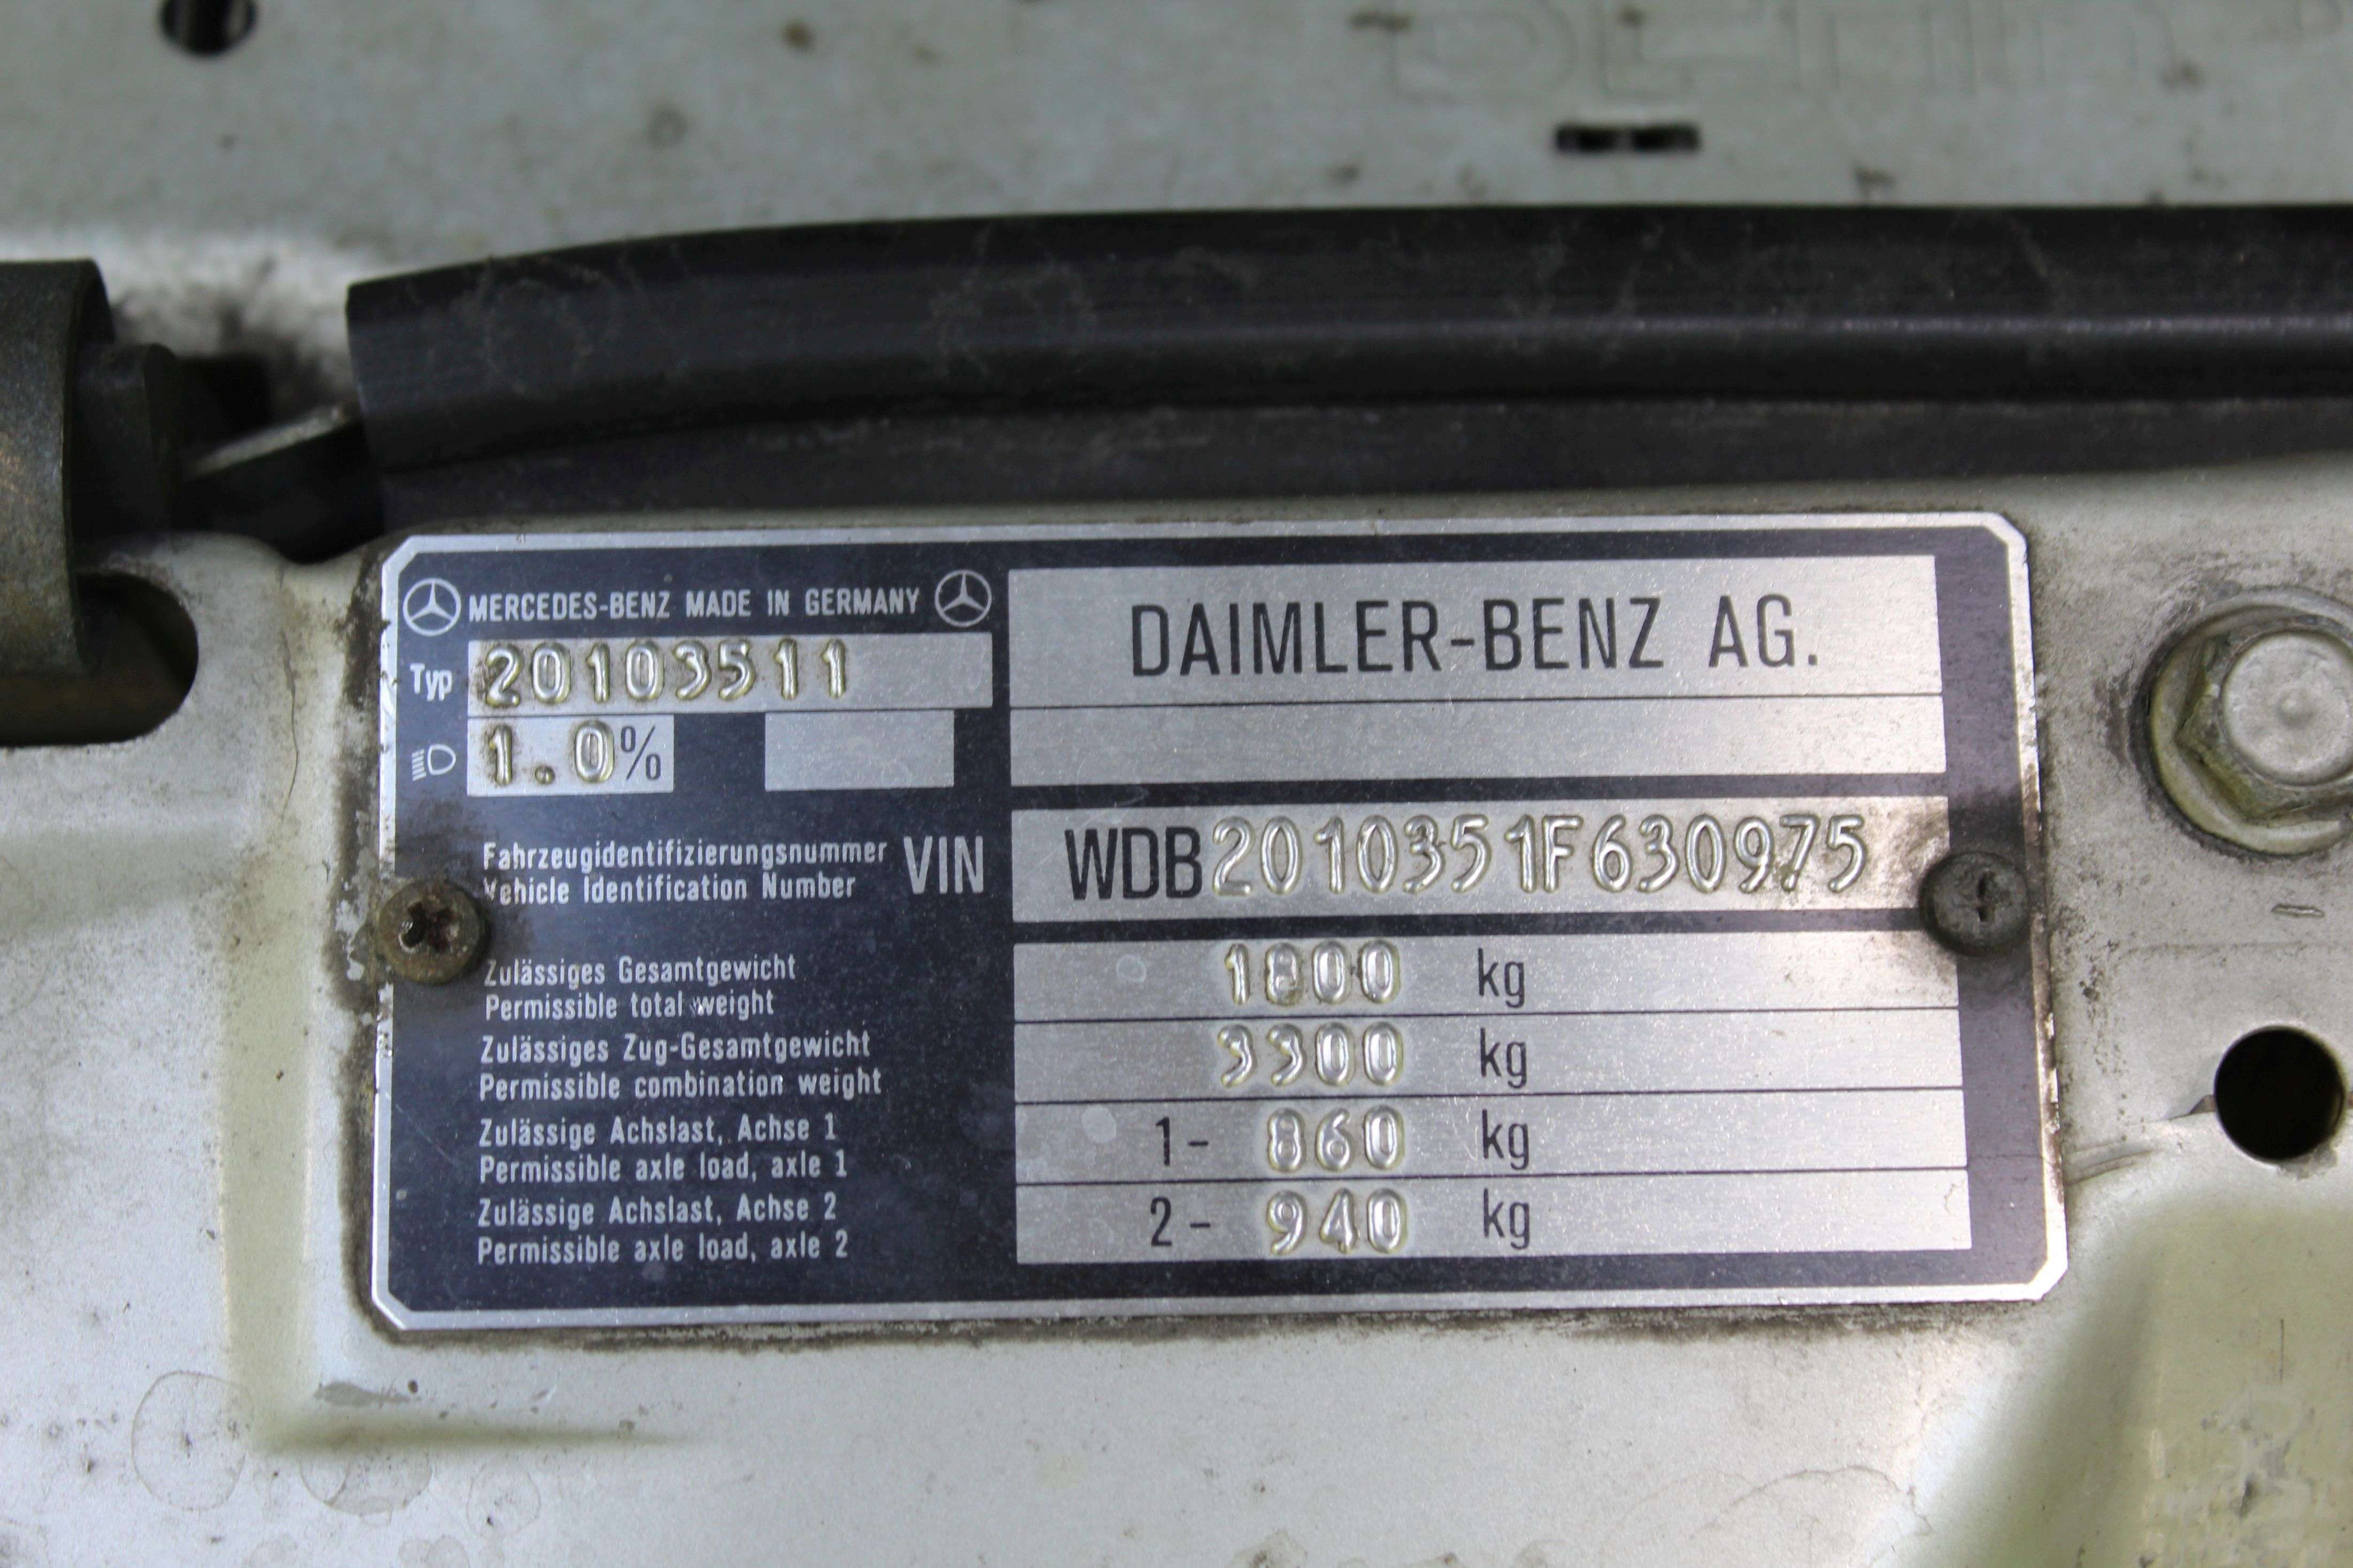 MERCEDES-BENZ MADE IN GERMANY
Typ 20103511
1.0%
DAIMLER-BENZ AG.
Fahrzeugidentifizierungsnummer
Vehicle Identification Number
VIN WDB2010351F630975
Zulässiges Gesamtgewicht
Permissible total weight
1800 kg
Zulässiges Zug-Gesamtgewicht
Permissible combination weight
3300 kg
Zulässige Achslast, Achse 1
Permissible axle load, axle 1
1- 860 kg
Zulässige Achslast, Achse 2
Permissible axle load, axle 2
2- 940 kg